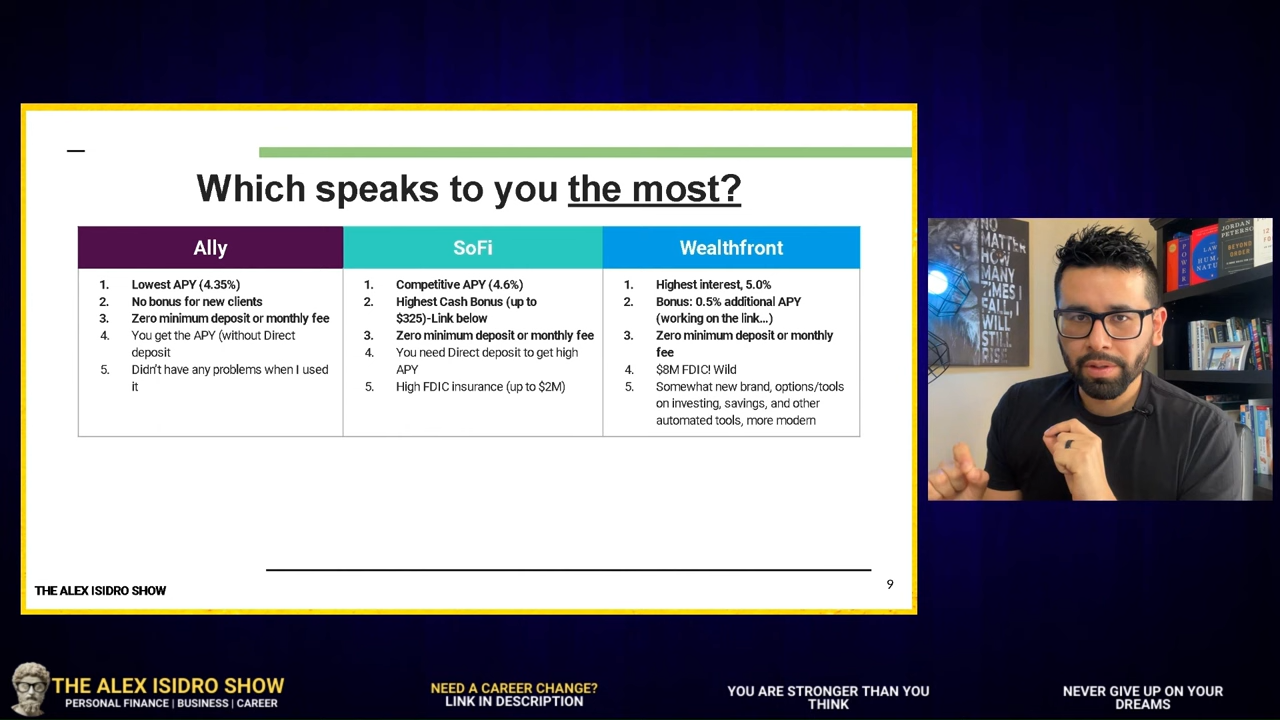 Which speaks to you the most?
Ally
SoFi
Wealthfront
1. Lowest APY (4.35%)
2. No bonus for new clients
3. Zero minimum deposit or monthly fee
4. You get the APY (without Direct
deposit
5. Didn't have any problems when I used
it
1. Competitive APY (4.6%)
2. Highest Cash Bonus (up to
$325)-Link below
3. Zero minimum deposit or monthly fee
4. You need Direct deposit to get high
APY
5. High FDIC insurance (up to $2M)
1. Highest interest, 5.0%
2. Bonus: 0.5% additional APY
(working on the link...)
3. Zero minimum deposit or monthly
fee
4. $8M FDIC! Wild
5. Somewhat new brand, options/tools
on investing, savings, and other
automated tools, more modern
THE ALEX ISIDRO SHOW
9
NO
MATTER
HOW
MANY
TIMES I
FALL, I
WILL
STILL
RISE
POWER
LAW
HUM
NATU
JORDAN
PETERS
BEYOND
ORDER
THE ALEX ISIDRO SHOW
PERSONAL FINANCE | BUSINESS | CAREER
NEED A CAREER CHANGE?
LINK IN DESCRIPTION
YOU ARE STRONGER THAN YOU
THINK
NEVER GIVE UP ON YOUR
DREAMS